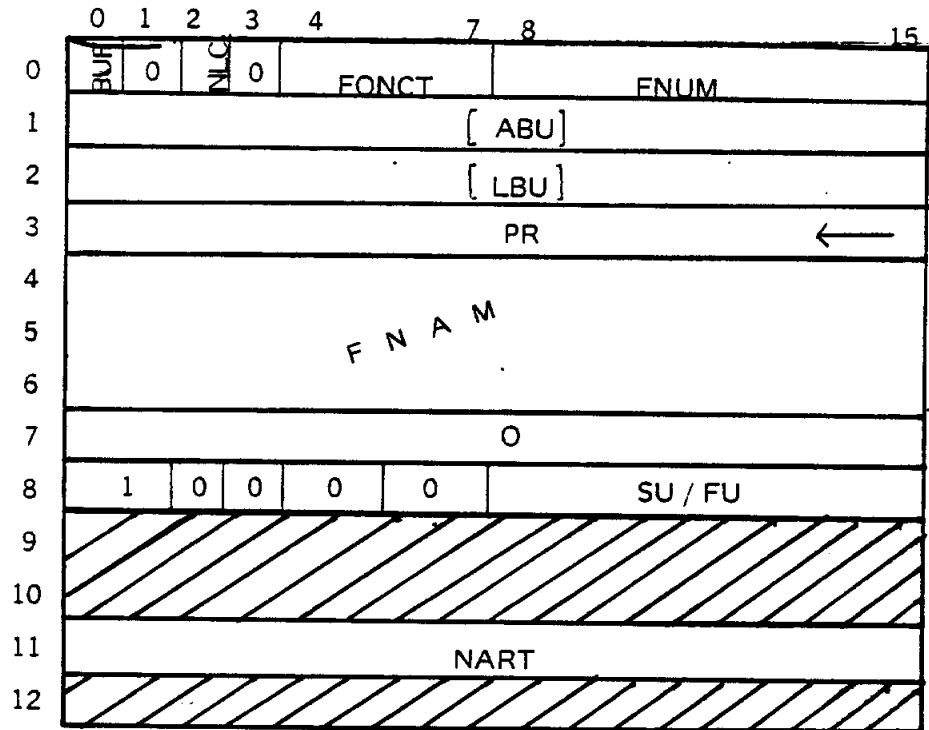 0 1 2 3 4 7 8 15
0 BUF 0 NLC 0 FONCT FNUM
1 [ ABU ]
2 [ LBU ]
3 PR ←
4
5 F N A M
6
7 O
8 1 0 0 0 0 SU / FU
9
10
11 NART
12